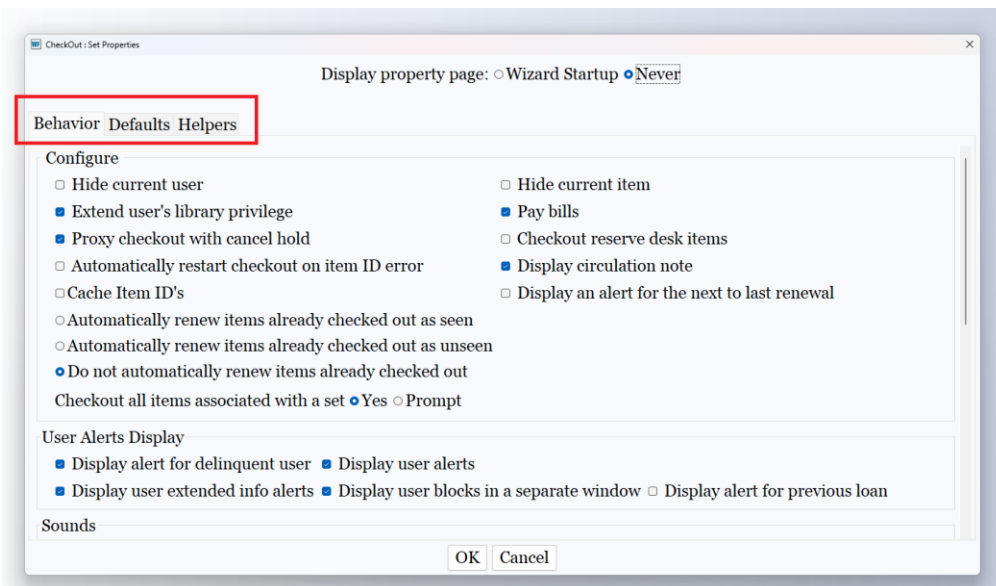 WF CheckOut : Set Properties
Display property page: Wizard Startup Never
Behavior Defaults Helpers
Configure
Hide current user Hide current item
Extend user's library privilege Pay bills
Proxy checkout with cancel hold Checkout reserve desk items
Automatically restart checkout on item ID error Display circulation note
Cache Item ID's Display an alert for the next to last renewal
Automatically renew items already checked out as seen
Automatically renew items already checked out as unseen
Do not automatically renew items already checked out
Checkout all items associated with a set Yes Prompt
User Alerts Display
Display alert for delinquent user Display user alerts
Display user extended info alerts Display user blocks in a separate window Display alert for previous loan
Sounds
OK Cancel